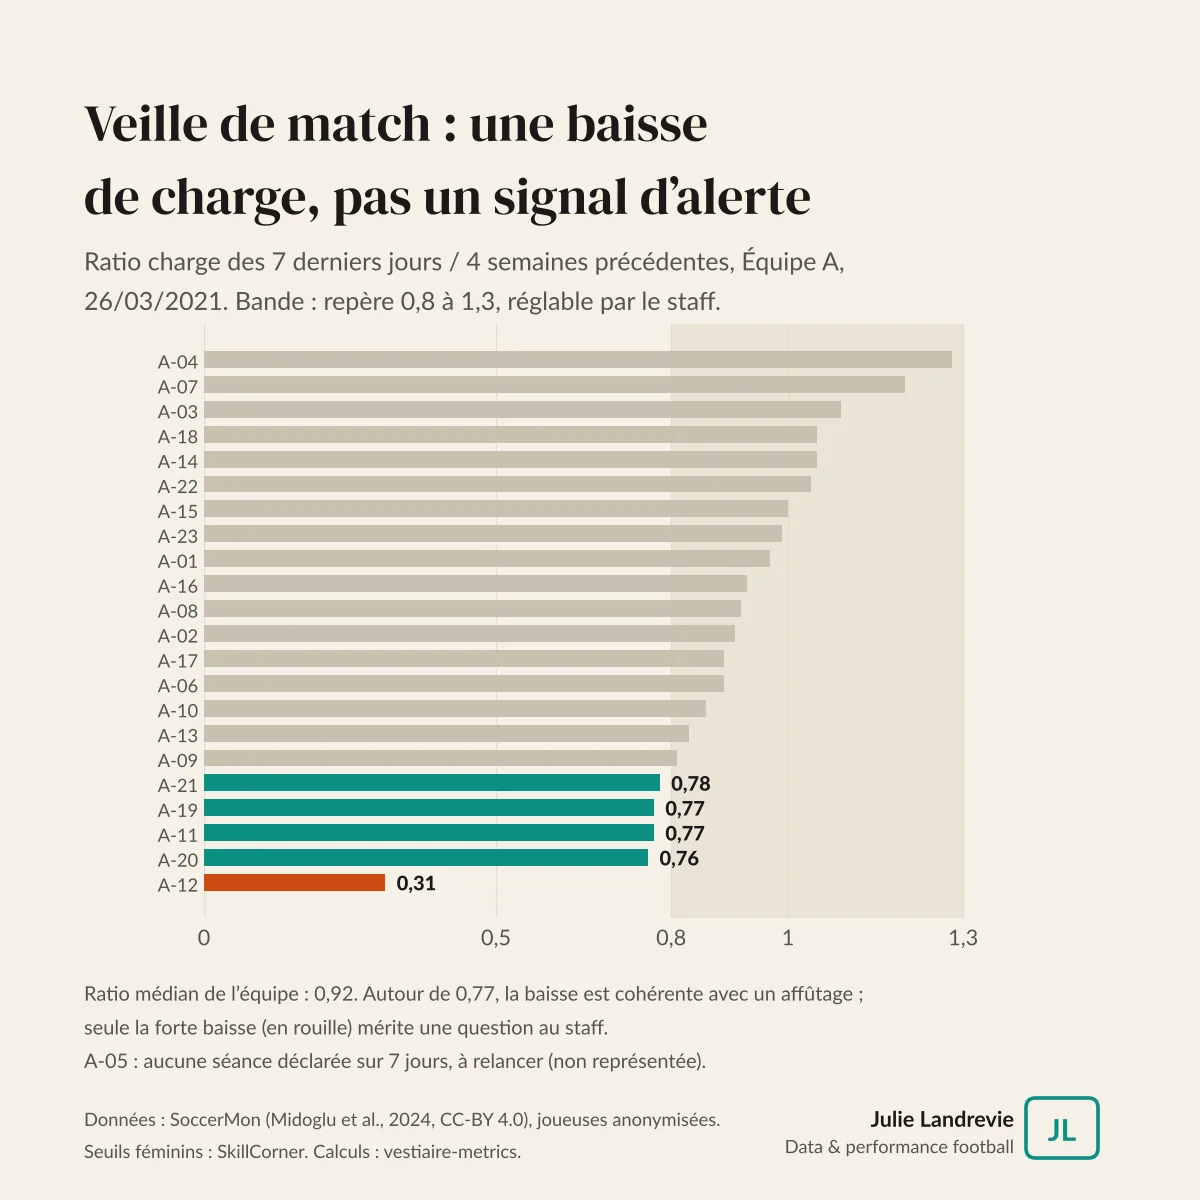 Veille de match : une baisse
de charge, pas un signal d’alerte
Ratio charge des 7 derniers jours / 4 semaines précédentes, Équipe A,
26/03/2021. Bande : repère 0,8 à 1,3, réglable par le staff.
A-04
A-07
A-03
A-18
A-14
A-22
A-15
A-23
A-01
A-16
A-08
A-02
A-17
A-06
A-10
A-13
A-09
A-21 0,78
A-19 0,77
A-11 0,77
A-20 0,76
A-12 0,31
0 0,5 0,8 1 1,3
Ratio médian de l’équipe : 0,92. Autour de 0,77, la baisse est cohérente avec un affûtage ;
seule la forte baisse (en rouille) mérite une question au staff.
A-05 : aucune séance déclarée sur 7 jours, à relancer (non représentée).
Données : SoccerMon (Midoglu et al., 2024, CC-BY 4.0), joueuses anonymisées.
Seuils féminins : SkillCorner. Calculs : vestiaire-metrics.
Julie Landrevie
Data & performance football
JL